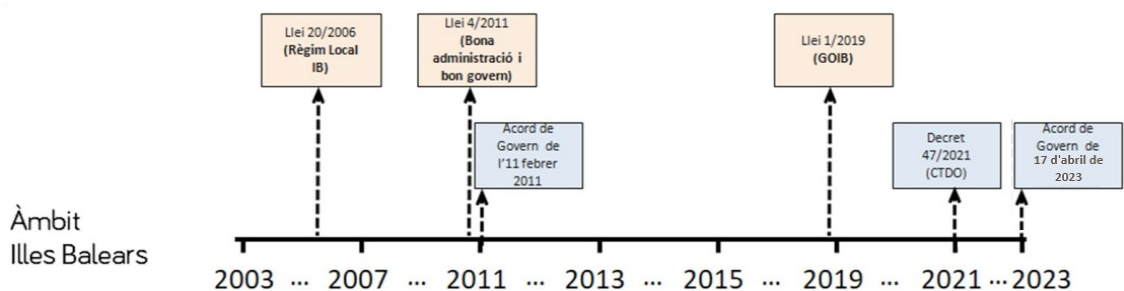 Llei 20/2006
(Règim Local
IB)
Llei 4/2011
(Bona
administració i
bon govern)
Llei 1/2019
(GOIB)
Acord de
Govern de
l'11 febrer
2011
Decret
47/2021
(CTDO)
Acord de
Govern de
17 d'abril de
2023
Àmbit
Illes Balears
2003 ... 2007 ... 2011 ... 2013 ... 2015 ... 2017 ... 2019 ... 2021 ... 2023